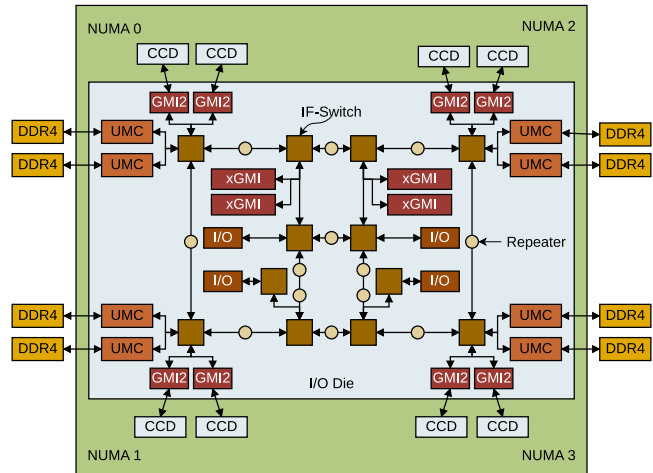 NUMA 0
NUMA 2
CCD
CCD
CCD
CCD
GMI2
GMI2
IF-Switch
GMI2
GMI2
DDR4
UMC
UMC
DDR4
DDR4
UMC
UMC
DDR4
xGMI
xGMI
xGMI
xGMI
I/O
I/O
Repeater
I/O
I/O
DDR4
UMC
UMC
DDR4
DDR4
UMC
UMC
DDR4
GMI2
GMI2
I/O Die
GMI2
GMI2
CCD
CCD
CCD
CCD
NUMA 1
NUMA 3